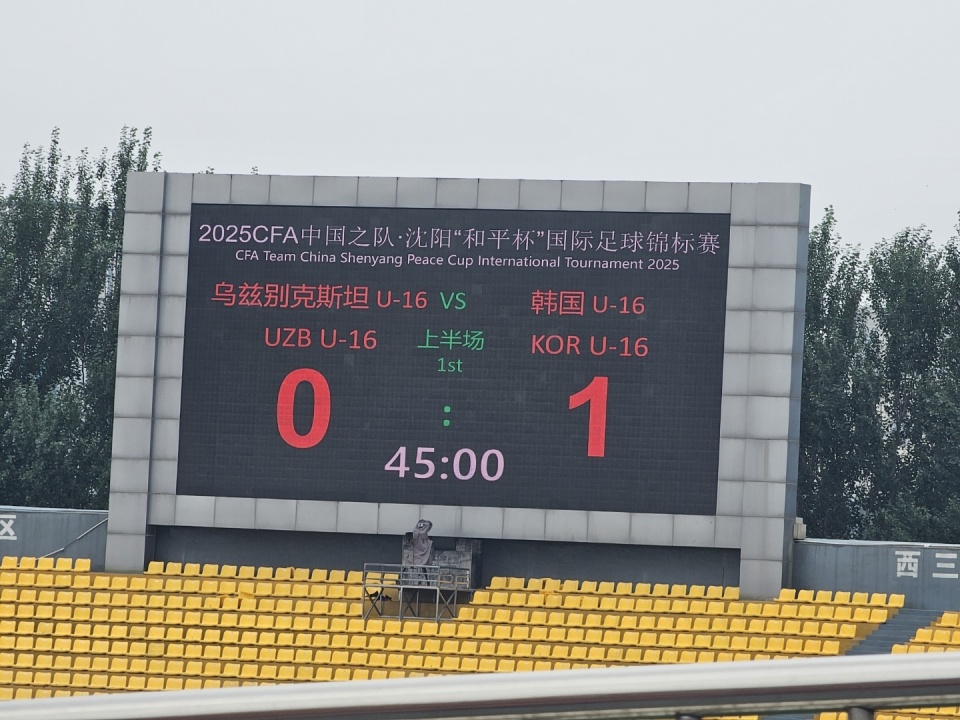 2025CFA中国之队·沈阳“和平杯”国际足球锦标赛
CFA Team China Shenyang Peace Cup International Tournament 2025
乌兹别克斯坦 U-16 VS 韩国 U-16
UZB U-16 上半场 KOR U-16
1st
0 : 1
45:00
区
西三